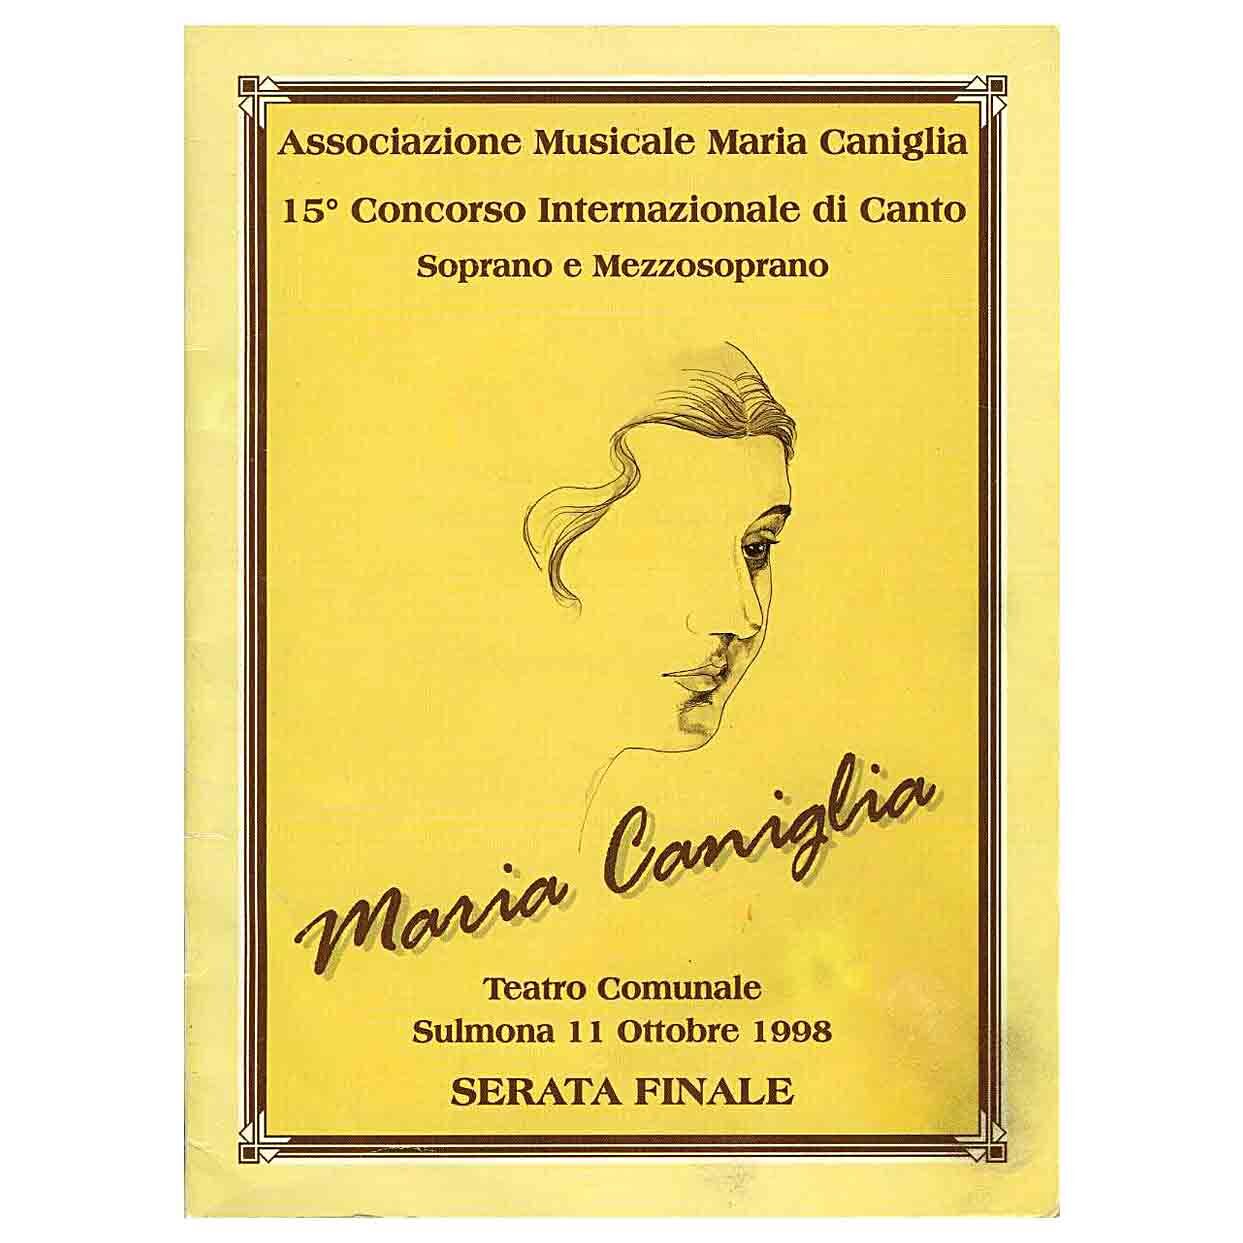 Associazione Musicale Maria Caniglia
15° Concorso Internazionale di Canto
Soprano e Mezzosoprano
Maria Caniglia
Teatro Comunale
Sulmona 11 Ottobre 1998
SERATA FINALE